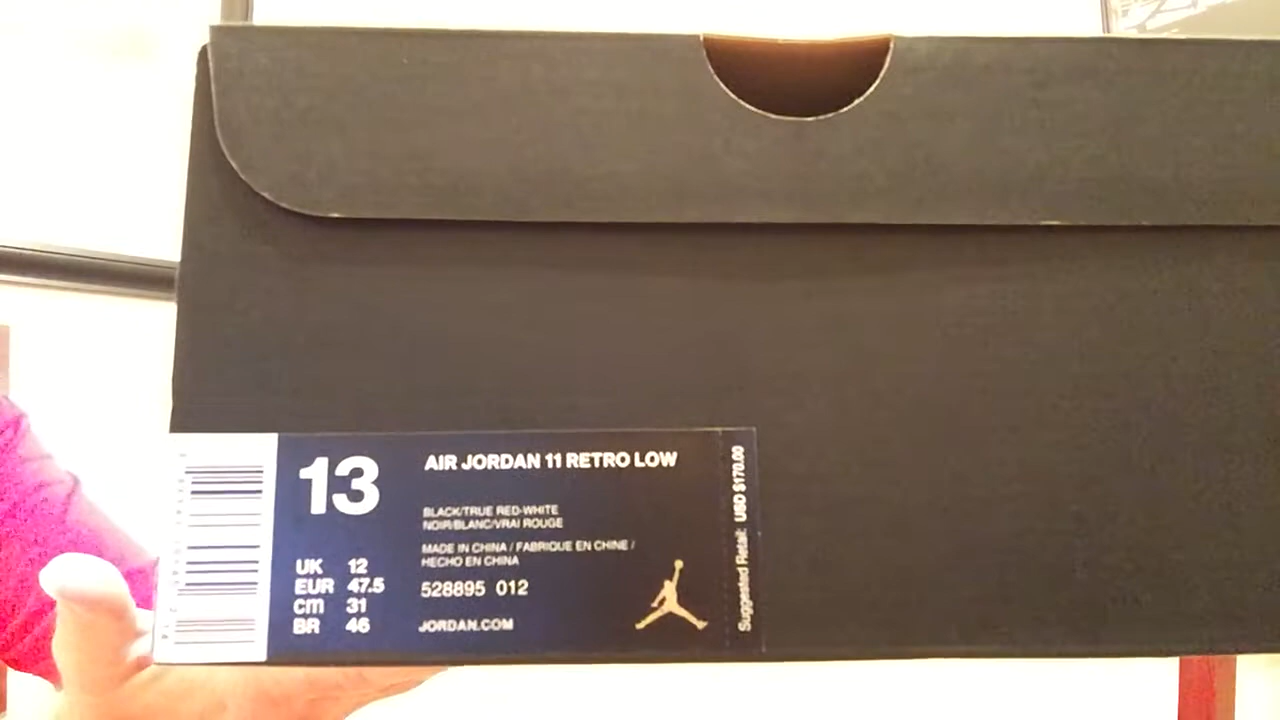 13
AIR JORDAN 11 RETRO LOW
BLACK/TRUE RED-WHITE
NOIR/BLANC/VRAI ROUGE
MADE IN CHINA / FABRIQUE EN CHINE /
HECHO EN CHINA
UK 12
EUR 47.5
cm 31
BR 46
528895 012
JORDAN.COM
Suggested Retail: USD $170.00